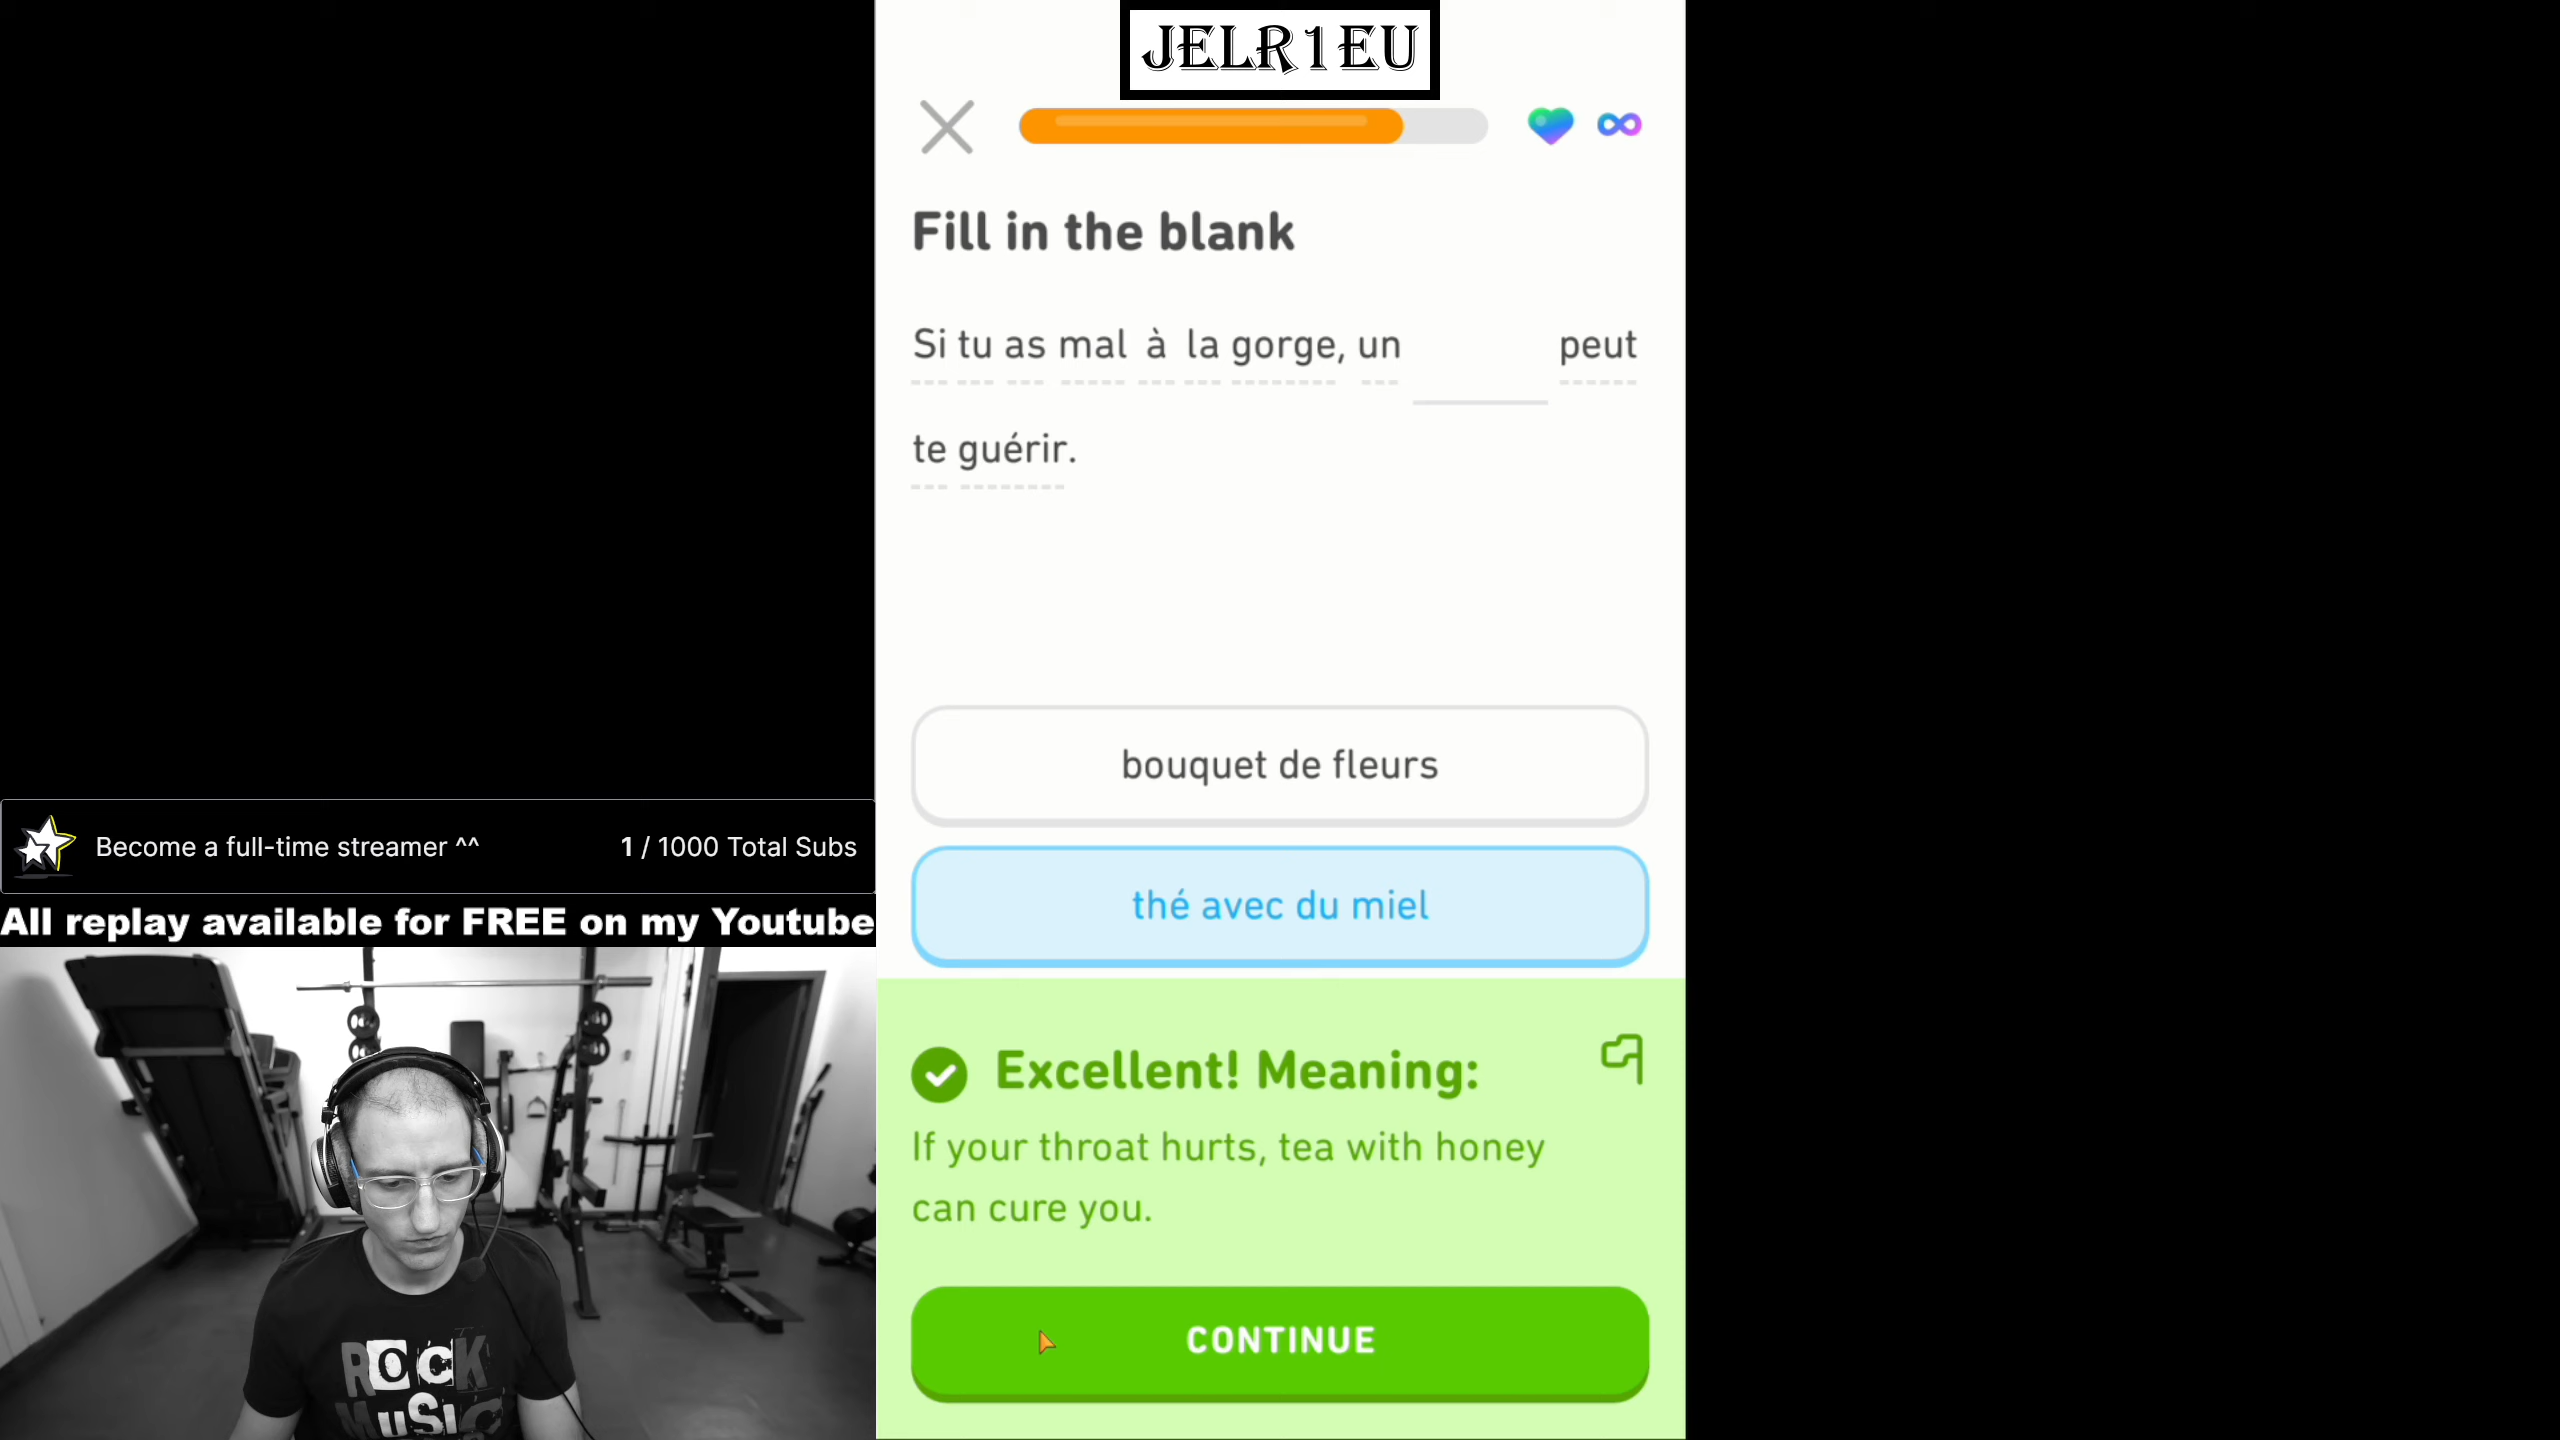 JELR1EU
Fill in the blank
Si tu as mal à la gorge, un ______ peut
te guérir.
bouquet de fleurs
thé avec du miel
Become a full-time streamer ^^ 1 / 1000 Total Subs
All replay available for FREE on my Youtube
Excellent! Meaning:
If your throat hurts, tea with honey
can cure you.
CONTINUE
ROCK
MUSIC